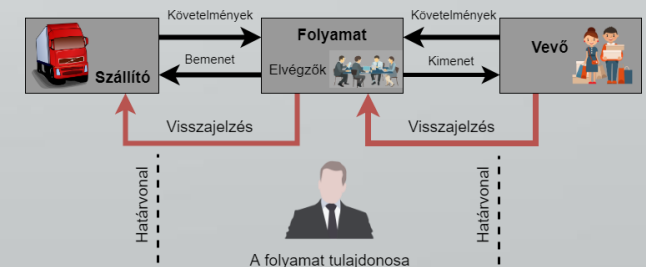 Követelmények
Követelmények
Folyamat
Vevő
Bemenet
Elvégzők
Kimenet
Szállító
Visszajelzés
Visszajelzés
Határvonal
Határvonal
A folyamat tulajdonosa